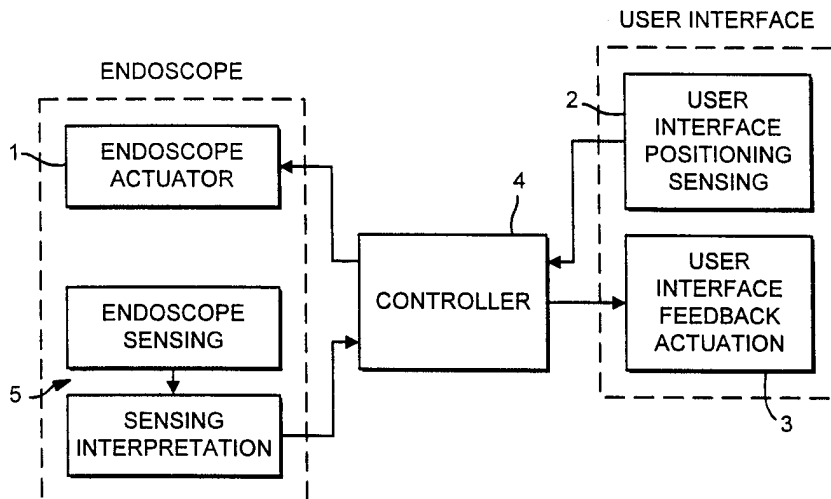 USER INTERFACE
ENDOSCOPE
1
ENDOSCOPE
ACTUATOR
2
USER
INTERFACE
POSITIONING
SENSING
4
CONTROLLER
USER
INTERFACE
FEEDBACK
ACTUATION
3
ENDOSCOPE
SENSING
5
SENSING
INTERPRETATION